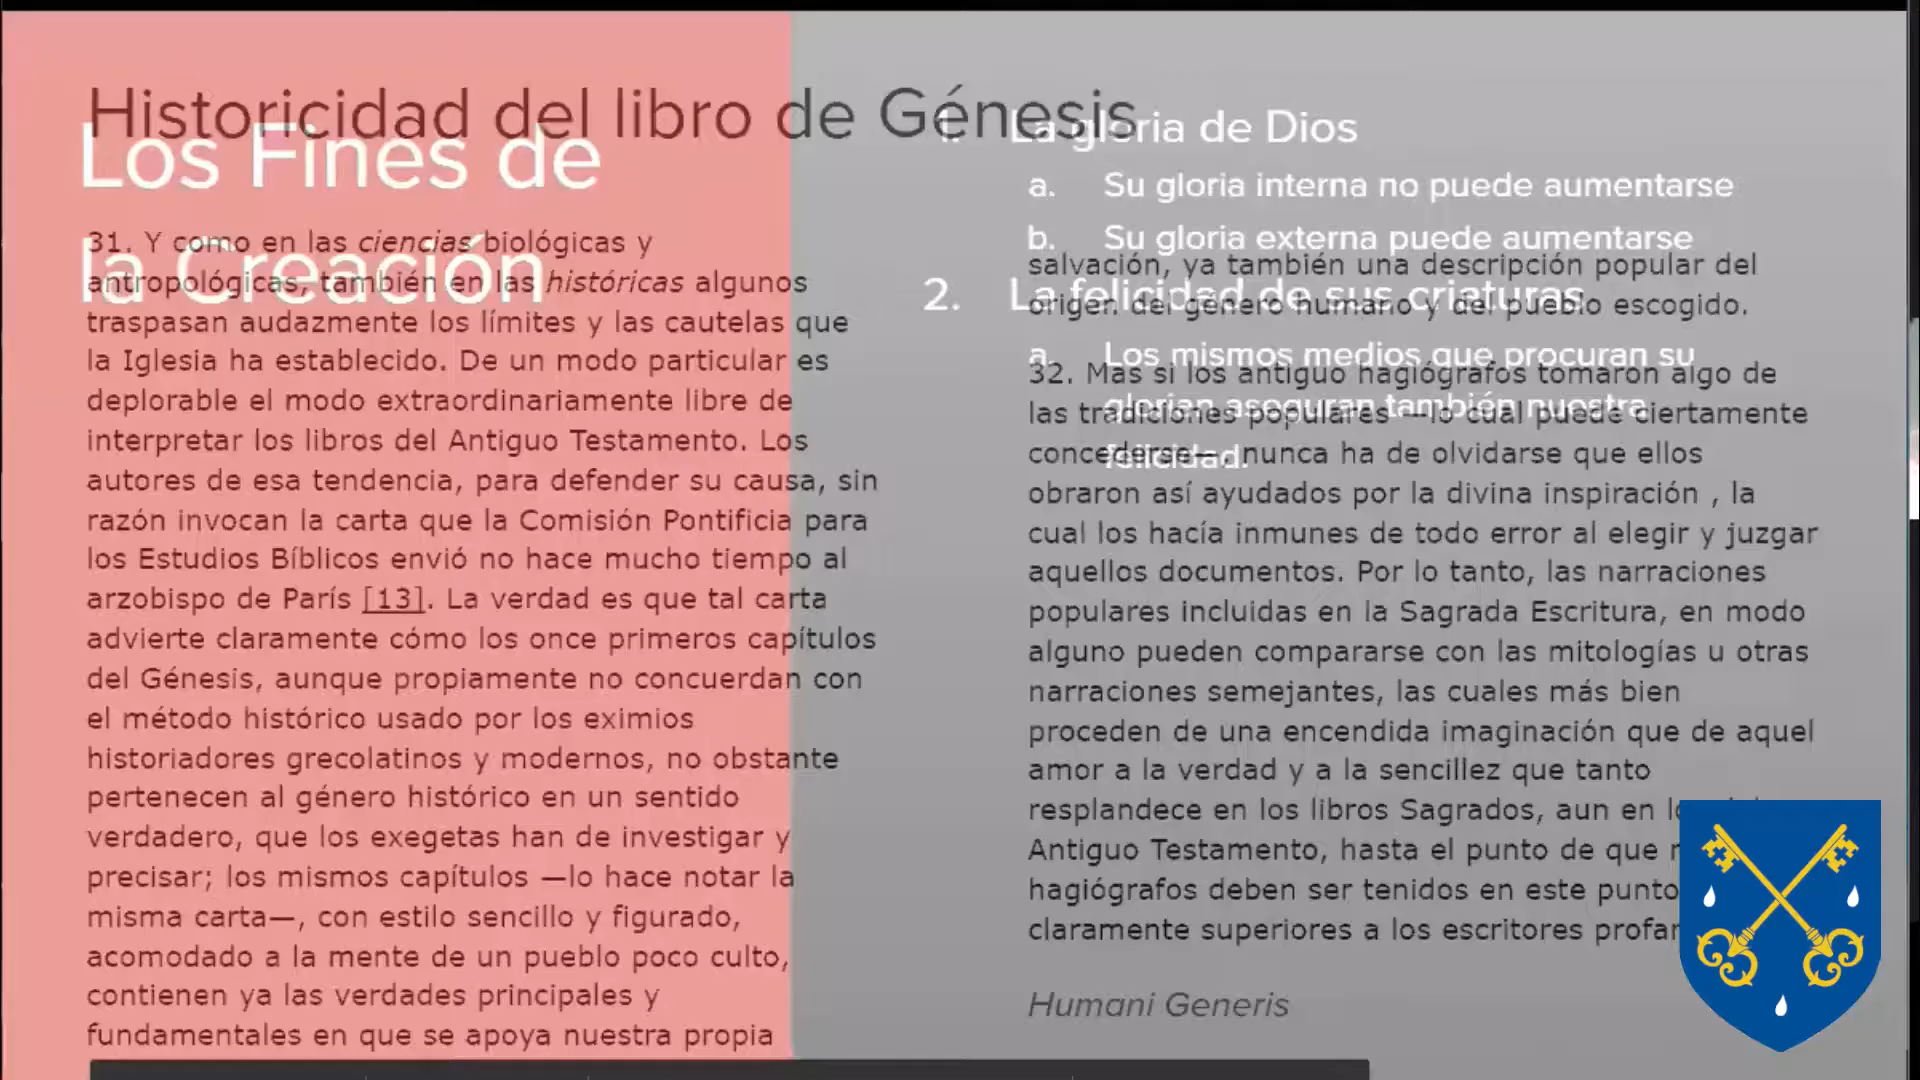 Historicidad del libro de Génesis
31. Y como en las ciencias biológicas y
antropológicas, también en las históricas algunos
traspasan audazmente los límites y las cautelas que
la Iglesia ha establecido. De un modo particular es
deplorable el modo extraordinariamente libre de
interpretar los libros del Antiguo Testamento. Los
autores de esa tendencia, para defender su causa, sin
razón invocan la carta que la Comisión Pontificia para
los Estudios Bíblicos envió no hace mucho tiempo al
arzobispo de París [13]. La verdad es que tal carta
advierte claramente cómo los once primeros capítulos
del Génesis, aunque propiamente no concuerdan con
el método histórico usado por los eximios
historiadores grecolatinos y modernos, no obstante
pertenecen al género histórico en un sentido
verdadero, que los exegetas han de investigar y
precisar; los mismos capítulos —lo hace notar la
misma carta—, con estilo sencillo y figurado,
acomodado a la mente de un pueblo poco culto,
contienen ya las verdades principales y
fundamentales en que se apoya nuestra propia
salvación, ya también una descripción popular del
origen del género humano y del pueblo escogido.
32. Mas si los antiguo hagiógrafos tomaron algo de
las tradiciones populares —lo cual puede ciertamente
concederse—, nunca ha de olvidarse que ellos
obraron así ayudados por la divina inspiración , la
cual los hacía inmunes de todo error al elegir y juzgar
aquellos documentos. Por lo tanto, las narraciones
populares incluidas en la Sagrada Escritura, en modo
alguno pueden compararse con las mitologías u otras
narraciones semejantes, las cuales más bien
proceden de una encendida imaginación que de aquel
amor a la verdad y a la sencillez que tanto
resplandece en los libros Sagrados, aun en
Antiguo Testamento, hasta el punto de que
hagiógrafos deben ser tenidos en este punto
claramente superiores a los escritores
Humani Generis
Los Fines de
la Creación
1. La gloria de Dios
a. Su gloria interna no puede aumentarse
b. Su gloria externa puede aumentarse
2. La felicidad de sus criaturas
a. Los mismos medios que procuran su
glorian aseguran también nuestra
felicidad.